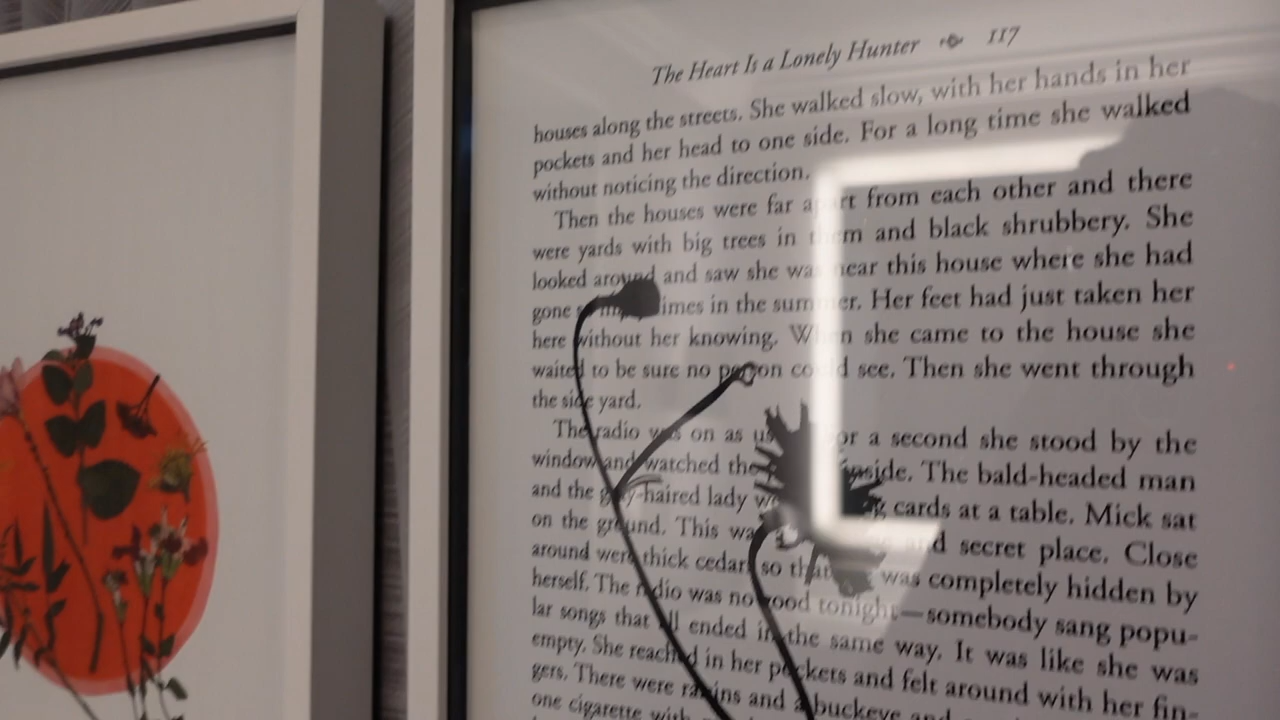 The Heart Is a Lonely Hunter 117
houses along the streets. She walked slow, with her hands in her
pockets and her head to one side. For a long time she walked
without noticing the direction.
Then the houses were far apart from each other and there
were yards with big trees in them and black shrubbery. She
looked around and saw she was near this house where she had
gone times in the summer. Her feet had just taken her
here without her knowing. When she came to the house she
waited to be sure no person could see. Then she went through
the side yard.
The radio was on as or a second she stood by the
window and watched the inside. The bald-headed man
and the gray-haired lady cards at a table. Mick sat
on the ground. This was and secret place. Close
around were thick cedars so that was completely hidden by
herself. The radio was no good tonight—somebody sang popu-
lar songs that all ended in the same way. It was like she was
empty. She reached in her pockets and felt around with her fin-
gers. There were raisins and a buckeye and
one cigarette with